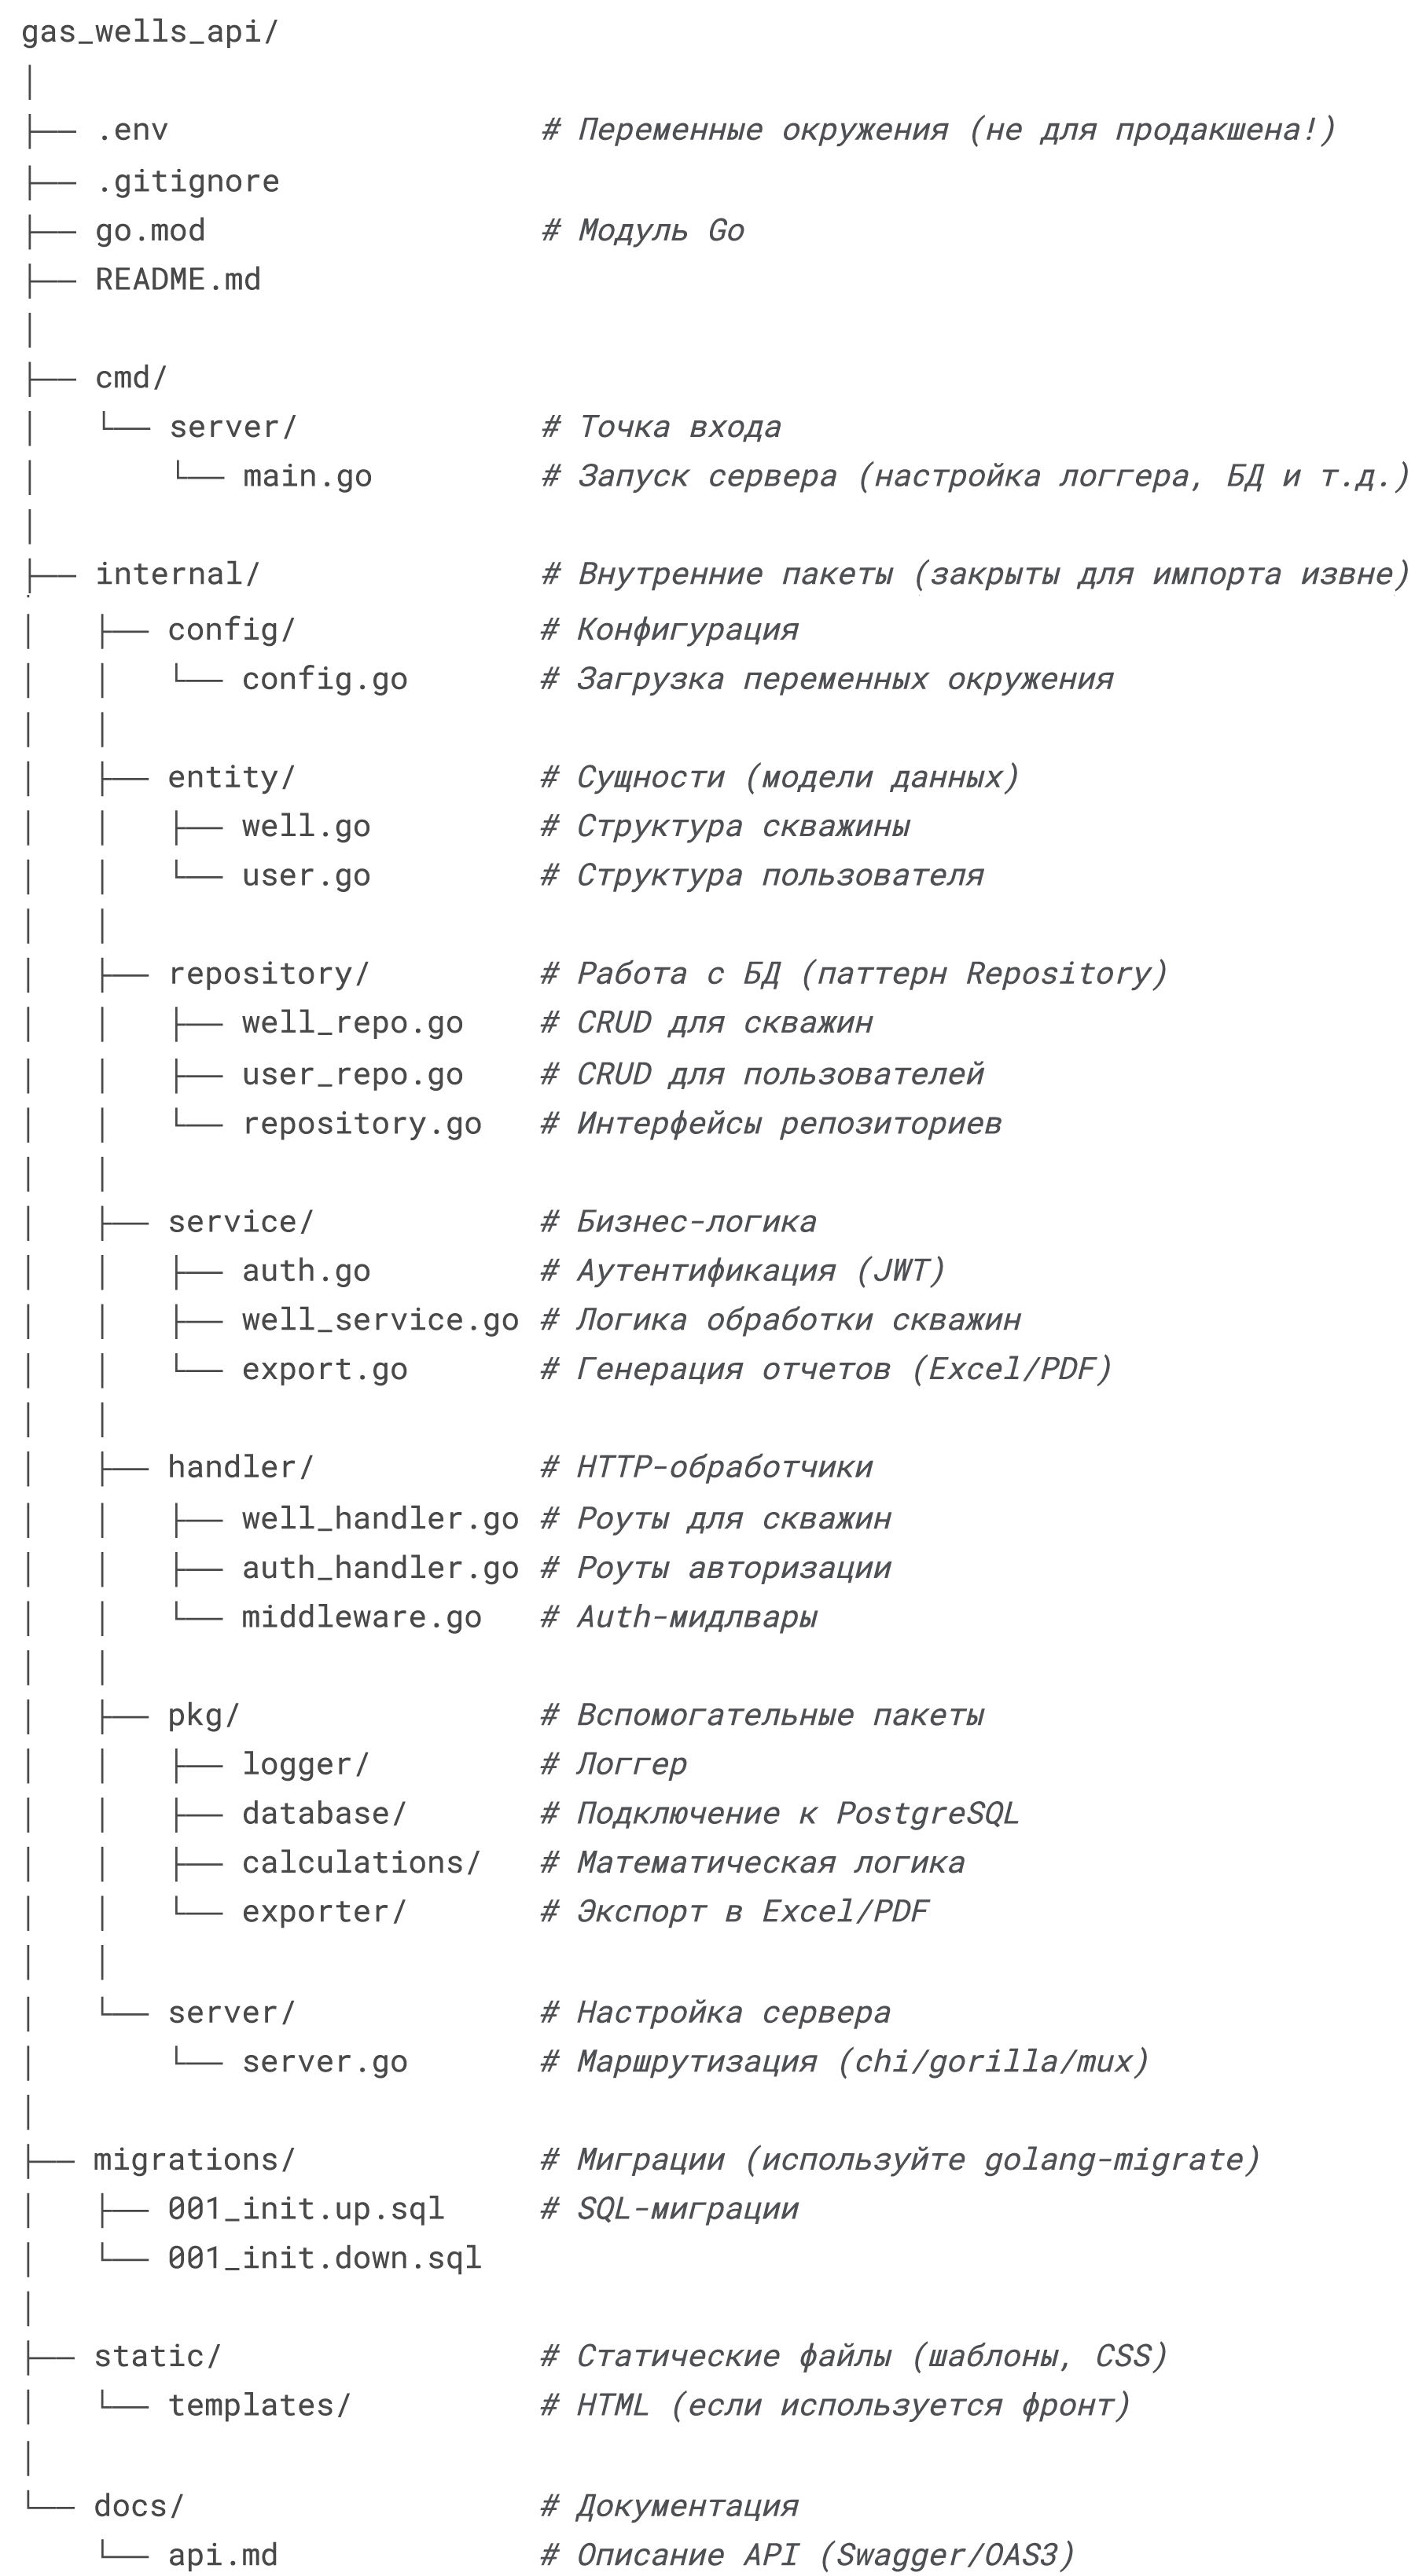 gas_wells_api/
│
├── .env                    # Переменные окружения (не для продакшена!)
├── .gitignore
├── go.mod                  # Модуль Go
├── README.md
│
├── cmd/
│   └── server/             # Точка входа
│       └── main.go         # Запуск сервера (настройка логгера, БД и т.д.)
│
├── internal/               # Внутренние пакеты (закрыты для импорта извне)
│   ├── config/             # Конфигурация
│   │   └── config.go       # Загрузка переменных окружения
│   │
│   ├── entity/             # Сущности (модели данных)
│   │   ├── well.go         # Структура скважины
│   │   └── user.go         # Структура пользователя
│   │
│   ├── repository/         # Работа с БД (паттерн Repository)
│   │   ├── well_repo.go    # CRUD для скважин
│   │   ├── user_repo.go    # CRUD для пользователей
│   │   └── repository.go   # Интерфейсы репозиториев
│   │
│   ├── service/            # Бизнес-логика
│   │   ├── auth.go         # Аутентификация (JWT)
│   │   ├── well_service.go # Логика обработки скважин
│   │   └── export.go       # Генерация отчетов (Excel/PDF)
│   │
│   ├── handler/            # HTTP-обработчики
│   │   ├── well_handler.go # Роуты для скважин
│   │   ├── auth_handler.go # Роуты авторизации
│   │   └── middleware.go   # Auth-мидлвары
│   │
│   ├── pkg/                # Вспомогательные пакеты
│   │   ├── logger/         # Логгер
│   │   ├── database/       # Подключение к PostgreSQL
│   │   ├── calculations/   # Математическая логика
│   │   └── exporter/       # Экспорт в Excel/PDF
│   │
│   └── server/             # Настройка сервера
│       └── server.go       # Маршрутизация (chi/gorilla/mux)
│
├── migrations/             # Миграции (используйте golang-migrate)
│   ├── 001_init.up.sql     # SQL-миграции
│   └── 001_init.down.sql
│
├── static/                 # Статические файлы (шаблоны, CSS)
│   └── templates/          # HTML (если используется фронт)
│
└── docs/                   # Документация
    └── api.md              # Описание API (Swagger/OAS3)